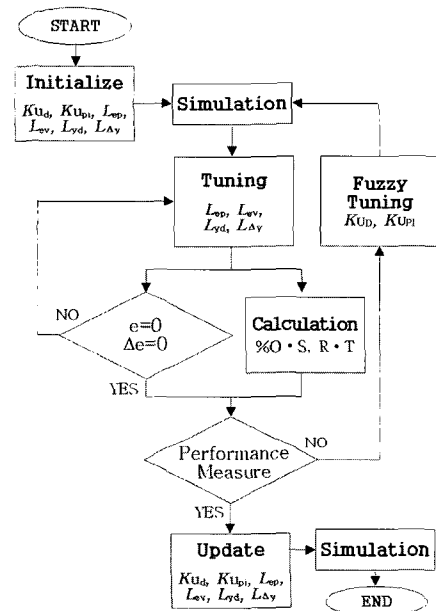 START
Initialize
Kud, Kupi, Lep,
Lev, Lyd, LΔy
Simulation
Tuning
Lep, Lev,
Lyd, LΔy
Fuzzy
Tuning
KUD, KUPI
NO
e=0
Δe=0
YES
Calculation
%O·S, R·T
Performance
Measure
NO
YES
Update
Kud, Kupi, Lep,
Lev, Lyd, LΔy
Simulation
END